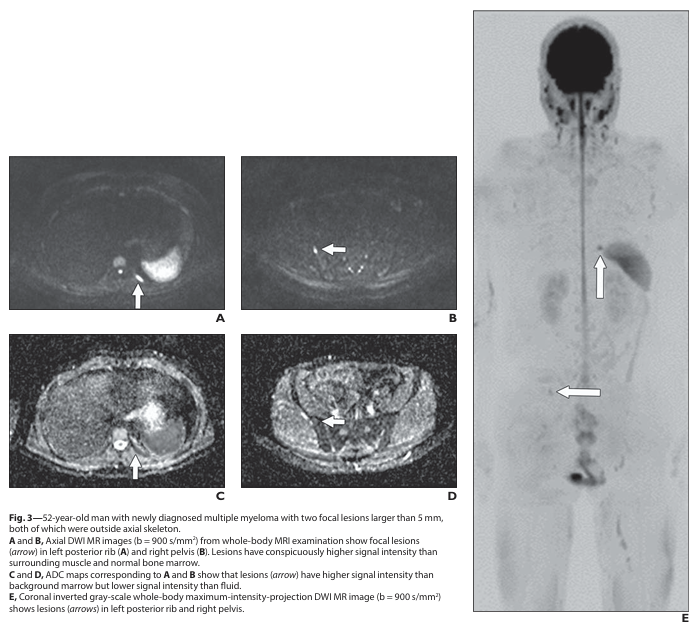 A
B
C
D
E
Fig. 3—52-year-old man with newly diagnosed multiple myeloma with two focal lesions larger than 5 mm,
both of which were outside axial skeleton.
A and B, Axial DWI MR images (b = 900 s/mm²) from whole-body MRI examination show focal lesions
(arrow) in left posterior rib (A) and right pelvis (B). Lesions have conspicuously higher signal intensity than
surrounding muscle and normal bone marrow.
C and D, ADC maps corresponding to A and B show that lesions (arrow) have higher signal intensity than
background marrow but lower signal intensity than fluid.
E, Coronal inverted gray-scale whole-body maximum-intensity-projection DWI MR image (b = 900 s/mm²)
shows lesions (arrows) in left posterior rib and right pelvis.